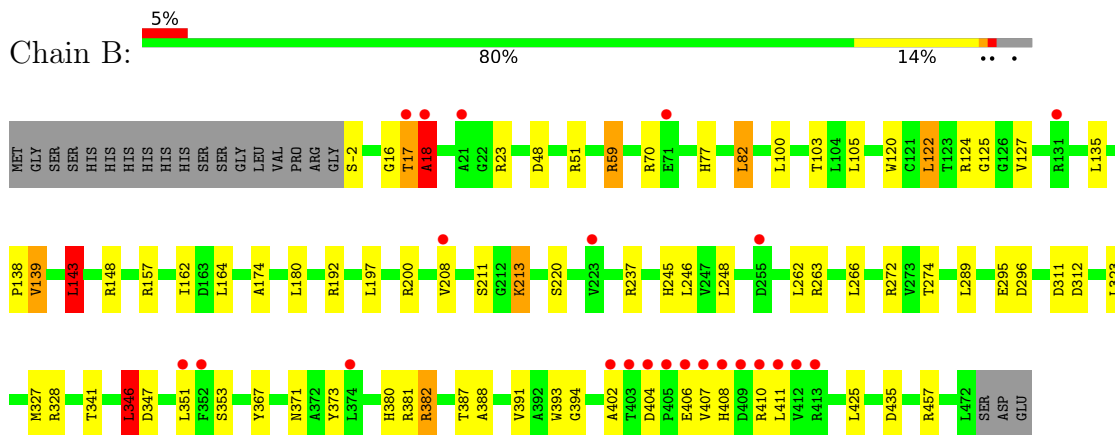 5%
Chain B:
80% 14% •• •
MET GLY SER SER HIS HIS HIS HIS HIS HIS SER SER GLY LEU VAL PRO ARG GLY S-2 G16 T17 A18 A21 G22 R23 D48 R51 R59 R70 E71 H77 L82 L100 T103 L104 L105 W120 C121 L122 T123 R124 G125 G126 V127 R131 L135
P138 V139 L143 R148 R157 I162 D163 L164 A174 L180 R192 L197 R200 V208 S211 G212 K213 S220 V223 R237 H245 L246 V247 L248 D255 L262 R263 L266 R272 V273 T274 L289 E295 D296 D311 D312 L323
M327 R328 T341 L346 D347 L351 F352 S353 Y367 N371 A372 Y373 L374 H380 R381 R382 T387 A388 V391 A392 W393 G394 A402 T403 D404 P405 E406 V407 H408 D409 R410 L411 V412 R413 L425 D435 R457 L472 SER ASP GLU